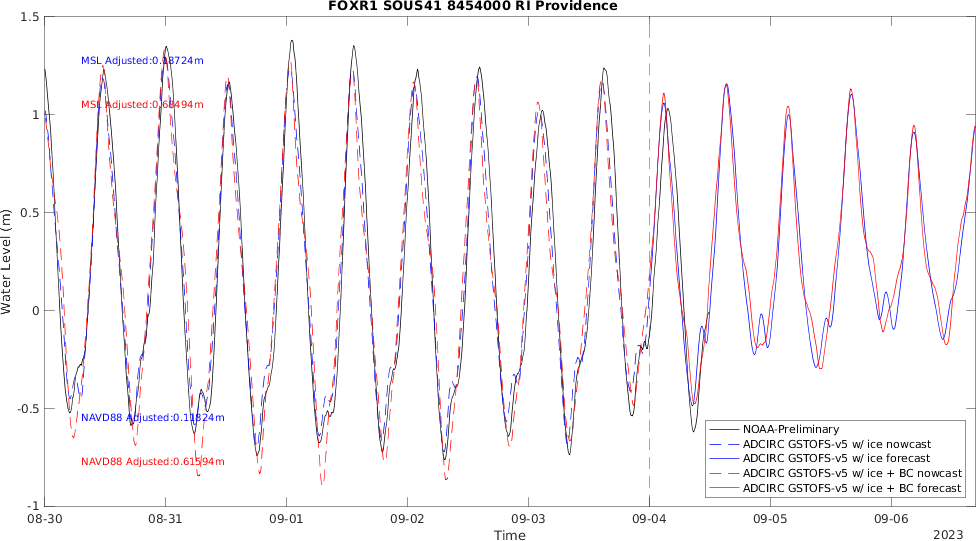 FOXR1 SOUS41 8454000 RI Providence
1.5
MSL Adjusted:0.18724m
MSL Adjusted:0.68494m
1
0.5
Water Level (m)
0
-0.5
NAVD88 Adjusted:0.11824m
NAVD88 Adjusted:0.61594m
-1
NOAA-Preliminary
ADCIRC GSTOFS-v5 w/ ice nowcast
ADCIRC GSTOFS-v5 w/ ice forecast
ADCIRC GSTOFS-v5 w/ ice + BC nowcast
ADCIRC GSTOFS-v5 w/ ice + BC forecast
08-30 08-31 09-01 09-02 09-03 09-04 09-05 09-06
Time
2023